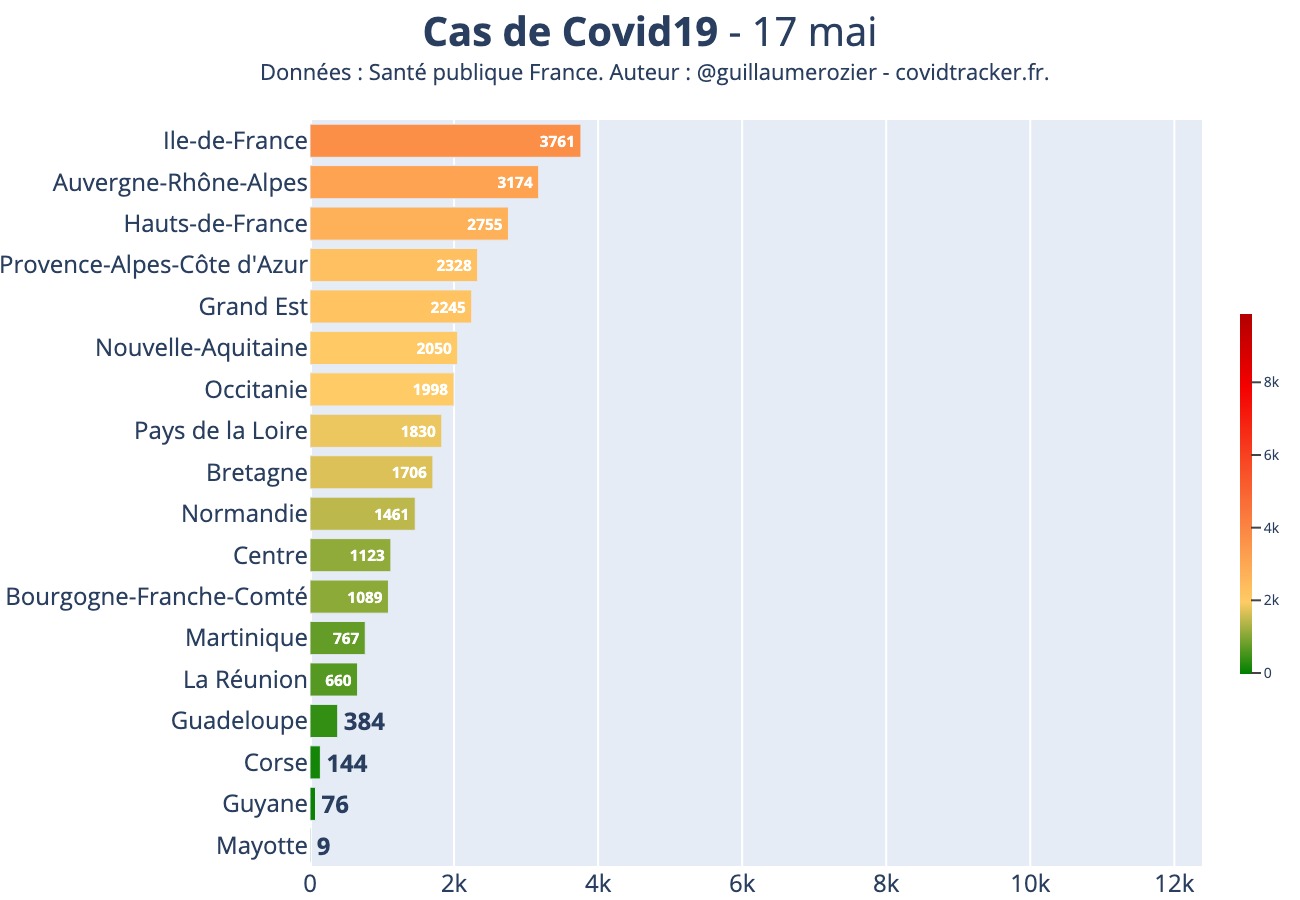 Cas de Covid19 - 17 mai
Données : Santé publique France. Auteur : @guillaumerozier - covidtracker.fr.
Ile-de-France 3761
Auvergne-Rhône-Alpes 3174
Hauts-de-France 2755
Provence-Alpes-Côte d'Azur 2328
Grand Est 2245
Nouvelle-Aquitaine 2050
Occitanie 1998
Pays de la Loire 1830
Bretagne 1706
Normandie 1461
Centre 1123
Bourgogne-Franche-Comté 1089
Martinique 767
La Réunion 660
Guadeloupe 384
Corse 144
Guyane 76
Mayotte 9
0 2k 4k 6k 8k 10k 12k
8k
6k
4k
2k
0